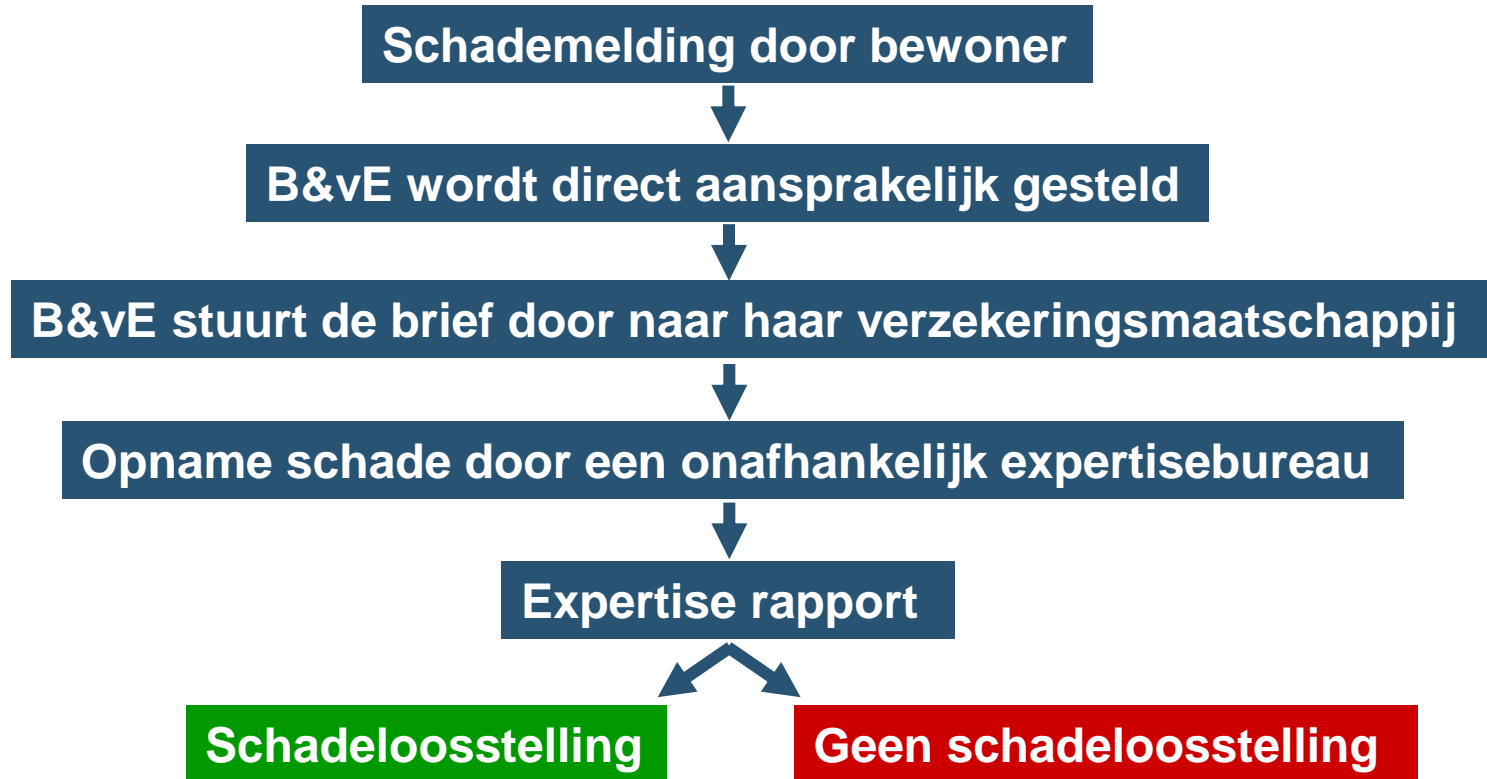 Schademelding door bewoner
B&vE wordt direct aansprakelijk gesteld
B&vE stuurt de brief door naar haar verzekeringsmaatschappij
Opname schade door een onafhankelijk expertisebureau
Expertise rapport
Schadeloosstelling
Geen schadeloosstelling